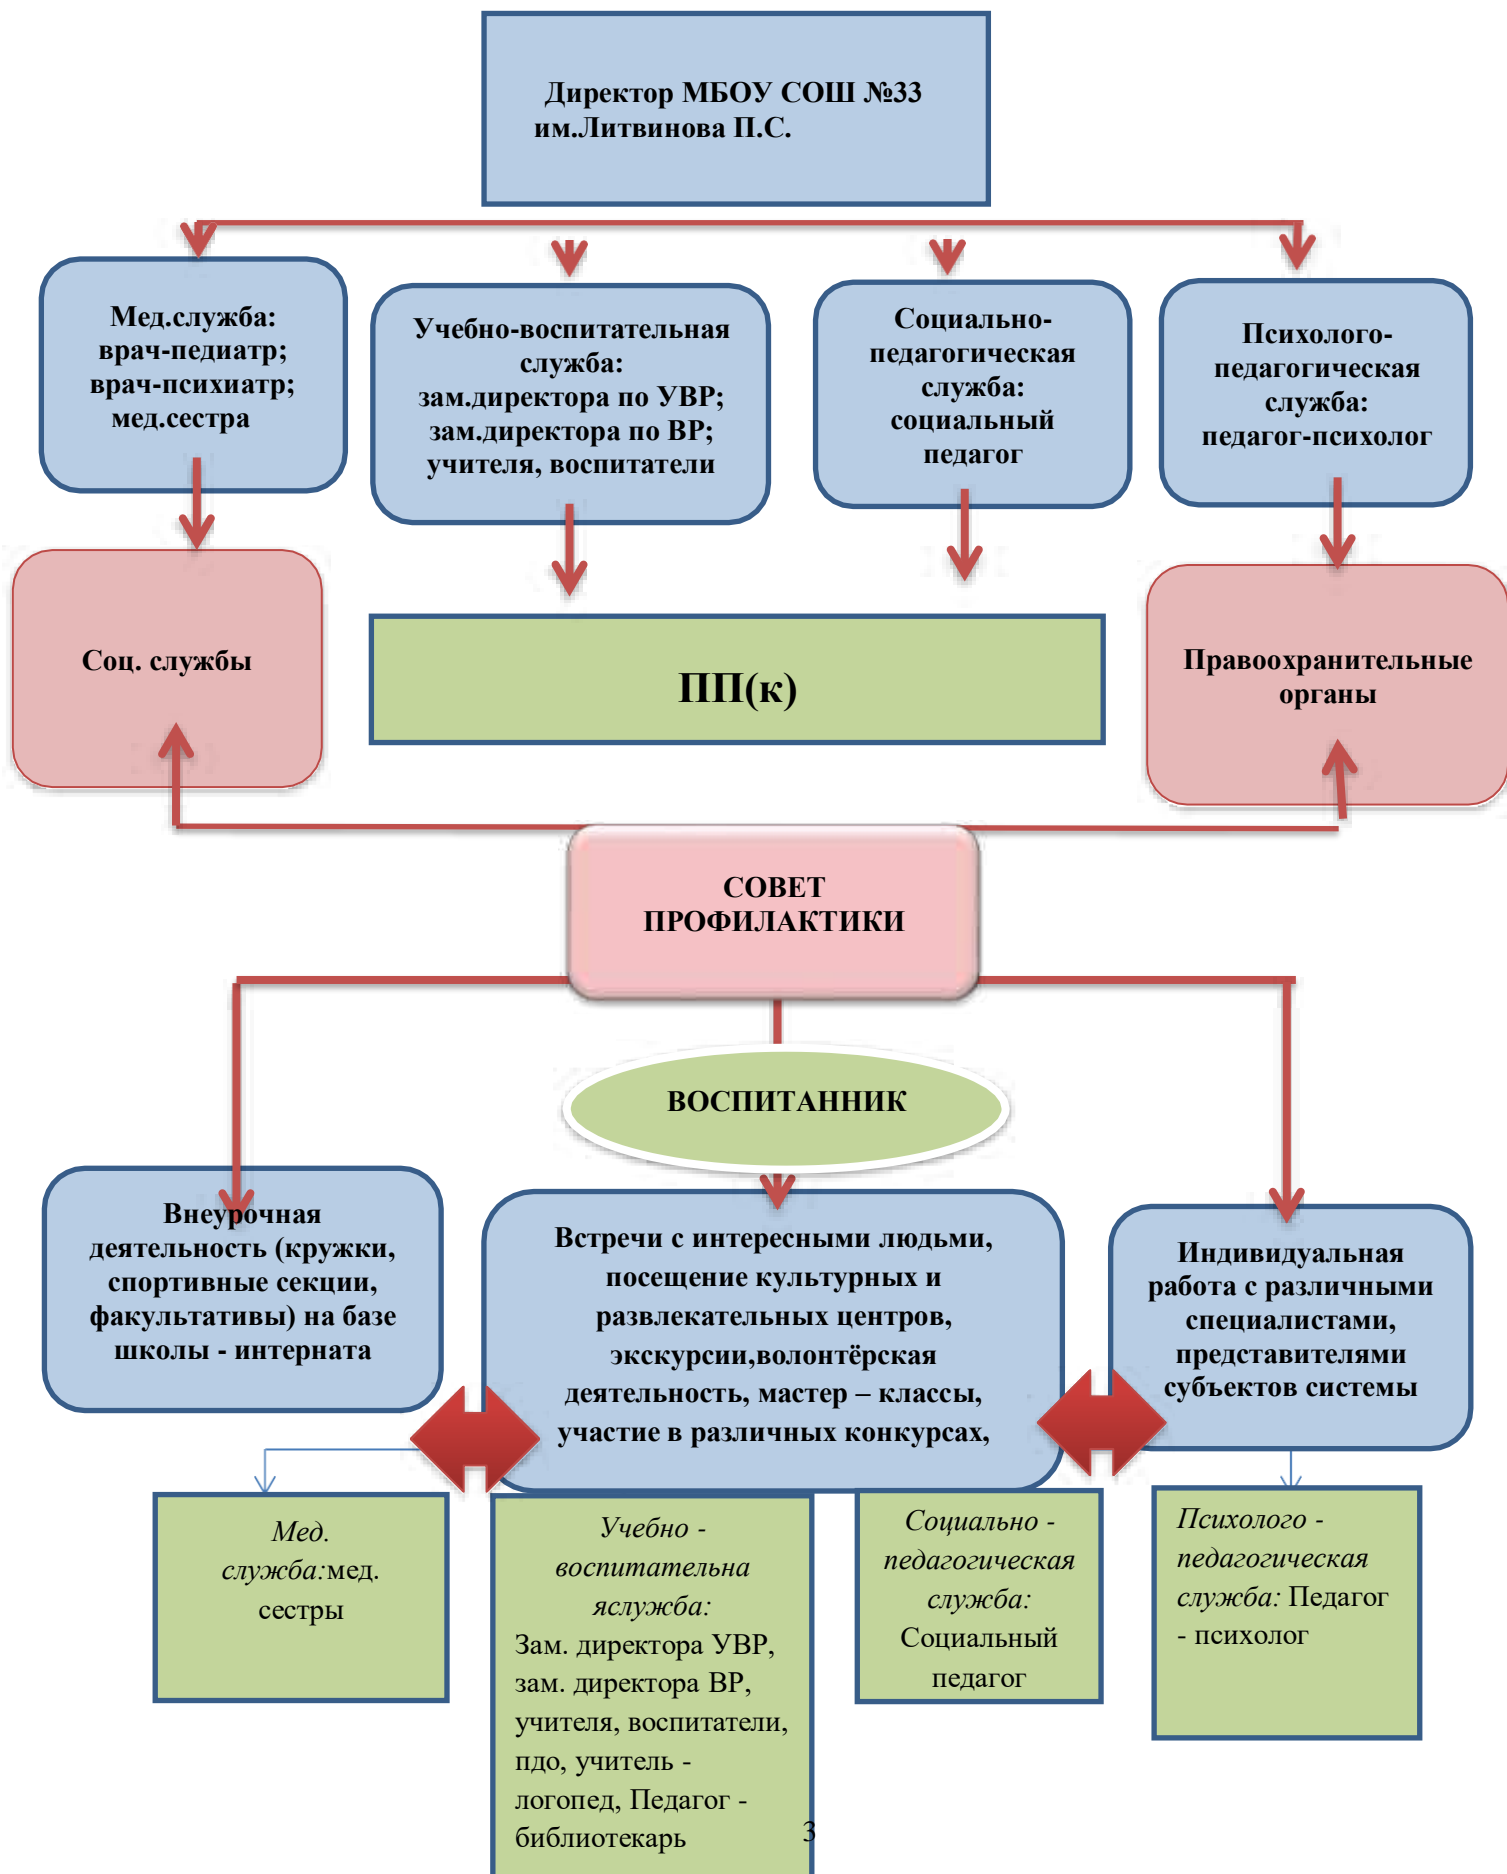 Директор МБОУ СОШ №33
им.Литвинова П.С.
Мед.служба:
врач-педиатр;
врач-психиатр;
мед.сестра
Учебно-воспитательная
служба:
зам.директора по УВР;
зам.директора по ВР;
учителя, воспитатели
Социально-
педагогическая
служба:
социальный
педагог
Психолого-
педагогическая
служба:
педагог-психолог
Соц. службы
ПП(к)
Правоохранительные
органы
СОВЕТ
ПРОФИЛАКТИКИ
ВОСПИТАННИК
Внеурочная
деятельность (кружки,
спортивные секции,
факультативы) на базе
школы - интерната
Встречи с интересными людьми,
посещение культурных и
развлекательных центров,
экскурсии,волонтёрская
деятельность, мастер – классы,
участие в различных конкурсах,
Индивидуальная
работа с различными
специалистами,
представителями
субъектов системы
Мед.
служба:мед.
сестры
Учебно -
воспитательна
яслужба:
Зам. директора УВР,
зам. директора ВР,
учителя, воспитатели,
пдо, учитель -
логопед, Педагог -
библиотекарь
Социально -
педагогическая
служба:
Социальный
педагог
Психолого -
педагогическая
служба: Педагог
- психолог
3